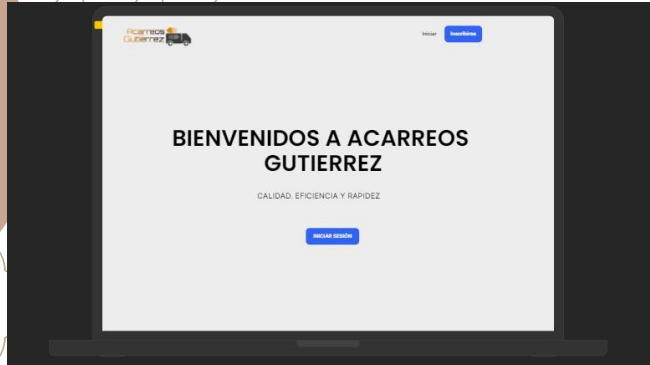 Acarreos
Gutierrez
Iniciar
Inscribirse
BIENVENIDOS A ACARREOS
GUTIERREZ
CALIDAD, EFICIENCIA Y RAPIDEZ
INICIAR SESIÓN